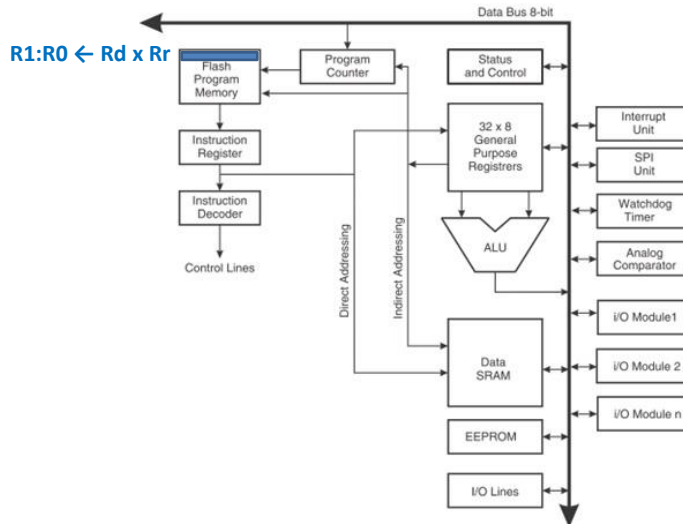 Data Bus 8-bit
R1:R0 ← Rd x Rr
Flash
Program
Memory
Program
Counter
Status
and Control
Instruction
Register
32 x 8
General
Purpose
Registrers
Interrupt
Unit
SPI
Unit
Instruction
Decoder
Watchdog
Timer
ALU
Analog
Comparator
Control Lines
Direct Addressing
Indirect Addressing
i/O Module1
Data
SRAM
i/O Module 2
i/O Module n
EEPROM
I/O Lines